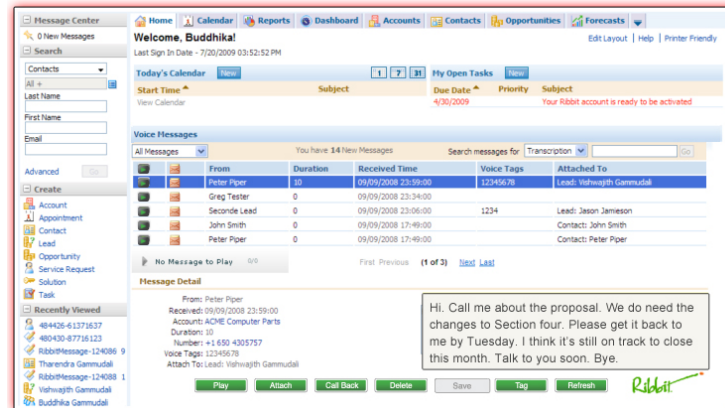 Message Center
0 New Messages
Search
Contacts
All +
Last Name
First Name
Email
Advanced Go
Create
Account
Appointment
Contact
Lead
Opportunity
Service Request
Solution
Task
Recently Viewed
484426-61371637
480430-87716123
RibbitMessage-124086 9
Tharendra Gammudali
RibbitMessage-124088 1
Vishwajith Gammudali
Buddhika Gammudali
Home Calendar Reports Dashboard Accounts Contacts Opportunities Forecasts
Welcome, Buddhika! Edit Layout | Help | Printer Friendly
Last Sign In Date - 7/20/2009 03:52:52 PM
Today's Calendar New 1 7 31 My Open Tasks New
Start Time Subject Due Date Priority Subject
View Calendar 4/30/2009 Your Ribbit account is ready to be activated
Voice Messages
All Messages You have 14 New Messages Search messages for Transcription Go
From Duration Received Time Voice Tags Attached To
Peter Piper 10 09/09/2008 23:59:00 12345678 Lead: Vishwajith Gammudali
Greg Tester 0 09/09/2008 23:34:00
Seconde Lead 0 09/09/2008 23:06:00 1234 Lead: Jason Jamieson
John Smith 0 09/09/2008 17:49:00 Contact: John Smith
Peter Piper 0 09/09/2008 17:49:00 Contact: Peter Piper
No Message to Play 0/0 First Previous (1 of 3) Next Last
Message Detail
From: Peter Piper
Received: 09/09/2008 23:59:00
Account: ACME Computer Parts
Duration: 10
Number: +1 650 4305757
Voice Tags: 12345678
Attach To: Lead: Vishwajith Gammudali
Hi. Call me about the proposal. We do need the
changes to Section four. Please get it back to
me by Tuesday. I think it's still on track to close
this month. Talk to you soon. Bye.
Play Attach Call Back Delete Save Tag Refresh Ribbit